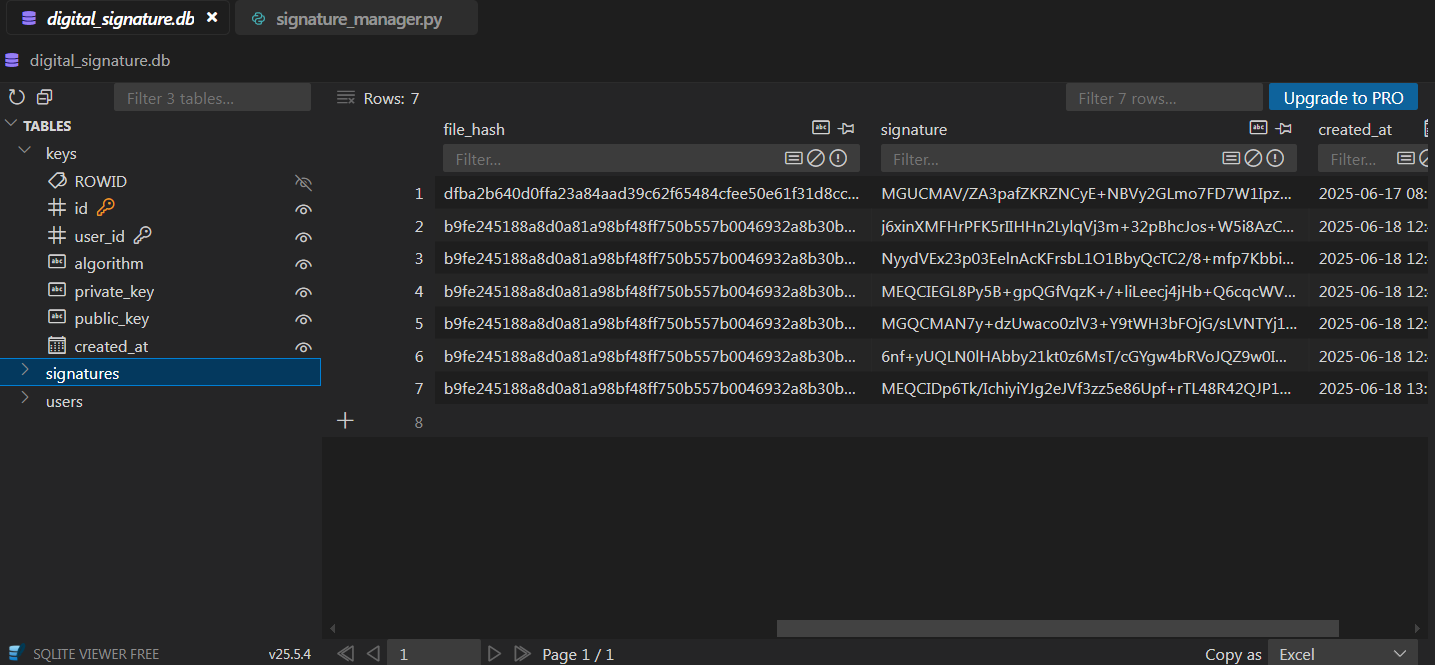 digital_signature.db
signature_manager.py
digital_signature.db
Filter 3 tables...
Rows: 7
Filter 7 rows...
Upgrade to PRO
TABLES
keys
ROWID
id
user_id
algorithm
private_key
public_key
created_at
signatures
users
file_hash signature created_at
Filter... Filter... Filter...
1 dfba2b640d0ffa23a84aad39c62f65484cfee50e61f31d8cc... MGUCMAV/ZA3pafZKRZNCyE+NBVy2GLmo7FD7W1Ipz... 2025-06-17 08:
2 b9fe245188a8d0a81a98bf48ff750b557b0046932a8b30b... j6xinXMFHrPFK5rIIHHn2LylqVj3m+32pBhcJos+W5i8AzC... 2025-06-18 12:
3 b9fe245188a8d0a81a98bf48ff750b557b0046932a8b30b... NyydVEx23p03EelnAcKFrsbL1O1BbyQcTC2/8+mfp7Kbbi... 2025-06-18 12:
4 b9fe245188a8d0a81a98bf48ff750b557b0046932a8b30b... MEQCIEGL8Py5B+gpQGfVqzK+/+liLeecj4jHb+Q6cqcWV... 2025-06-18 12:
5 b9fe245188a8d0a81a98bf48ff750b557b0046932a8b30b... MGQCMAN7y+dzUwaco0zlV3+Y9tWH3bFOjG/sLVNTYj1... 2025-06-18 12:
6 b9fe245188a8d0a81a98bf48ff750b557b0046932a8b30b... 6nf+yUQLN0lHAbby21kt0z6MsT/cGYgw4bRVoJQZ9w0I... 2025-06-18 12:
7 b9fe245188a8d0a81a98bf48ff750b557b0046932a8b30b... MEQCIDp6Tk/IchiyiYJg2eJVf3zz5e86Upf+rTL48R42QJP1... 2025-06-18 13:
8
SQLITE VIEWER FREE
v25.5.4
1
Page 1 / 1
Copy as
Excel